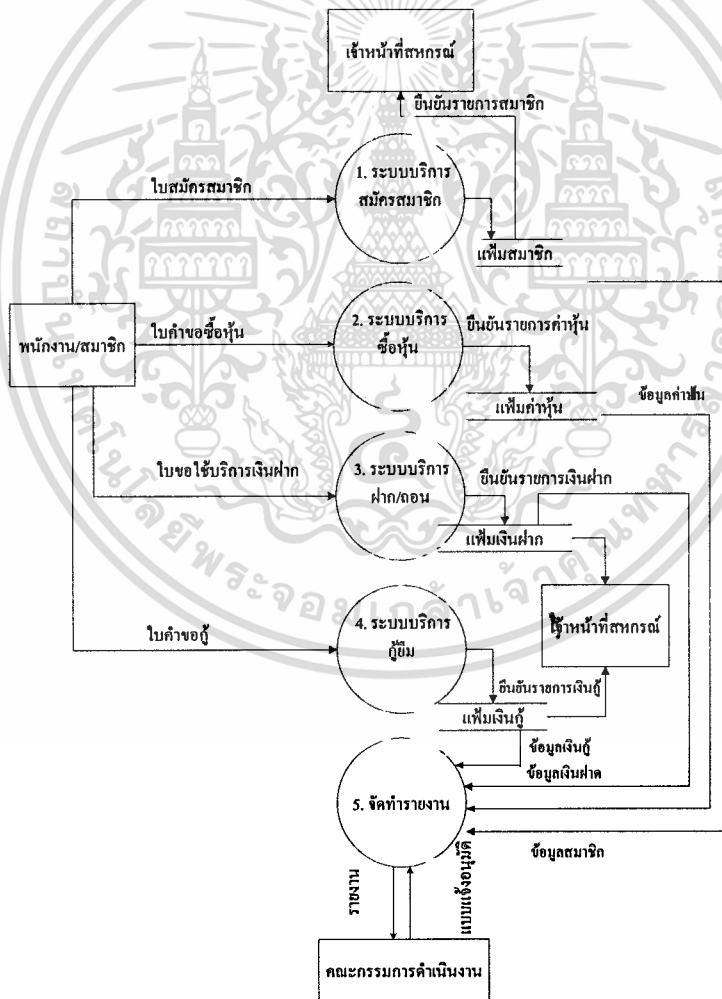 เจ้าหน้าที่สหกรณ์
ยืนยันรายการสมาชิก
1. ระบบบริการ
สมัครสมาชิก
ใบสมัครสมาชิก
แฟ้มสมาชิก
พนักงาน/สมาชิก
ใบคำขอซื้อหุ้น
2. ระบบบริการ
ซื้อหุ้น
ยืนยันรายการค่าหุ้น
แฟ้มค่าหุ้น
ใบขอใช้บริการเงินฝาก
3. ระบบบริการ
ฝาก/ถอน
ยืนยันรายการเงินฝาก
แฟ้มเงินฝาก
เจ้าหน้าที่สหกรณ์
ใบคำขอกู้
4. ระบบบริการ
กู้ยืม
ยืนยันรายการเงินกู้
แฟ้มเงินกู้
ข้อมูลเงินกู้
ข้อมูลเงินฝาด
5. จัดทำรายงาน
ข้อมูลสมาชิก
รายงาน
แบบแจ้งอนุมัติ
คณะกรรมการดำเนินงาน